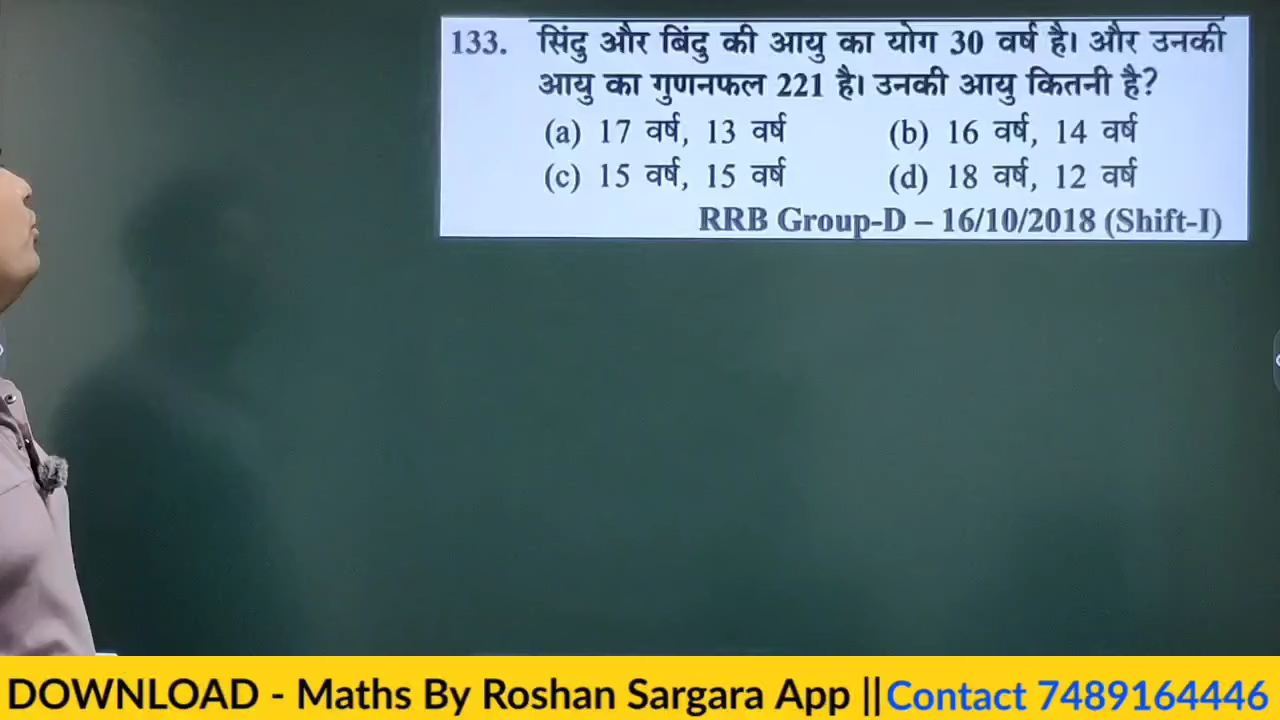 133. सिंदु और बिंदु की आयु का योग 30 वर्ष है। और उनकी
आयु का गुणनफल 221 है। उनकी आयु कितनी है?
(a) 17 वर्ष, 13 वर्ष (b) 16 वर्ष, 14 वर्ष
(c) 15 वर्ष, 15 वर्ष (d) 18 वर्ष, 12 वर्ष
RRB Group-D – 16/10/2018 (Shift-I)
DOWNLOAD - Maths By Roshan Sargara App ||Contact 7489164446